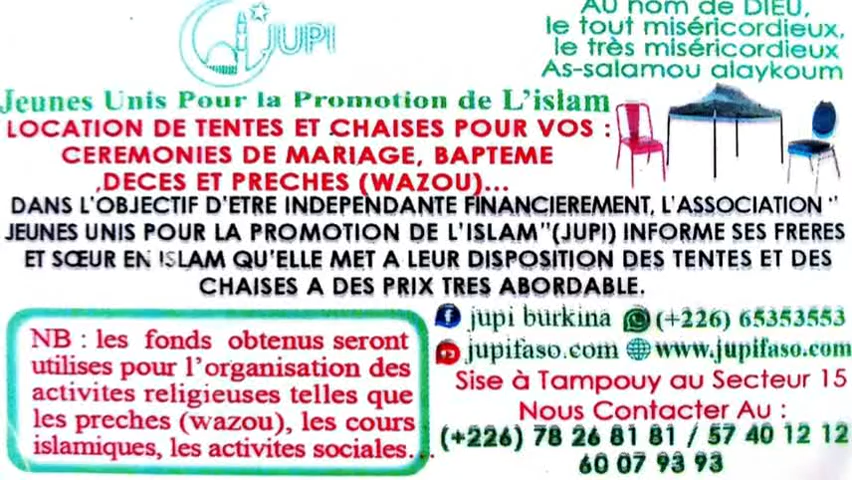 JUPI
AU nom de DIEU,
le tout miséricordieux,
le très miséricordieux
As-salamou alaykoum
Jeunes Unis Pour la Promotion de L'islam
LOCATION DE TENTES ET CHAISES POUR VOS :
CEREMONIES DE MARIAGE, BAPTEME
,DECES ET PRECHES (WAZOU)...
DANS L'OBJECTIF D'ETRE INDEPENDANTE FINANCIEREMENT, L'ASSOCIATION "
JEUNES UNIS POUR LA PROMOTION DE L'ISLAM"(JUPI) INFORME SES FRERES
ET SŒUR EN ISLAM QU'ELLE MET A LEUR DISPOSITION DES TENTES ET DES
CHAISES A DES PRIX TRES ABORDABLE.
NB : les fonds obtenus seront
utilises pour l'organisation des
activites religieuses telles que
les preches (wazou), les cours
islamiques, les activites sociales...
jupi burkina (+226) 65353553
jupifaso.com www.jupifaso.com
Sise à Tampouy au Secteur 15
Nous Contacter Au :
(+226) 78 26 81 81 / 57 40 12 12
60 07 93 93